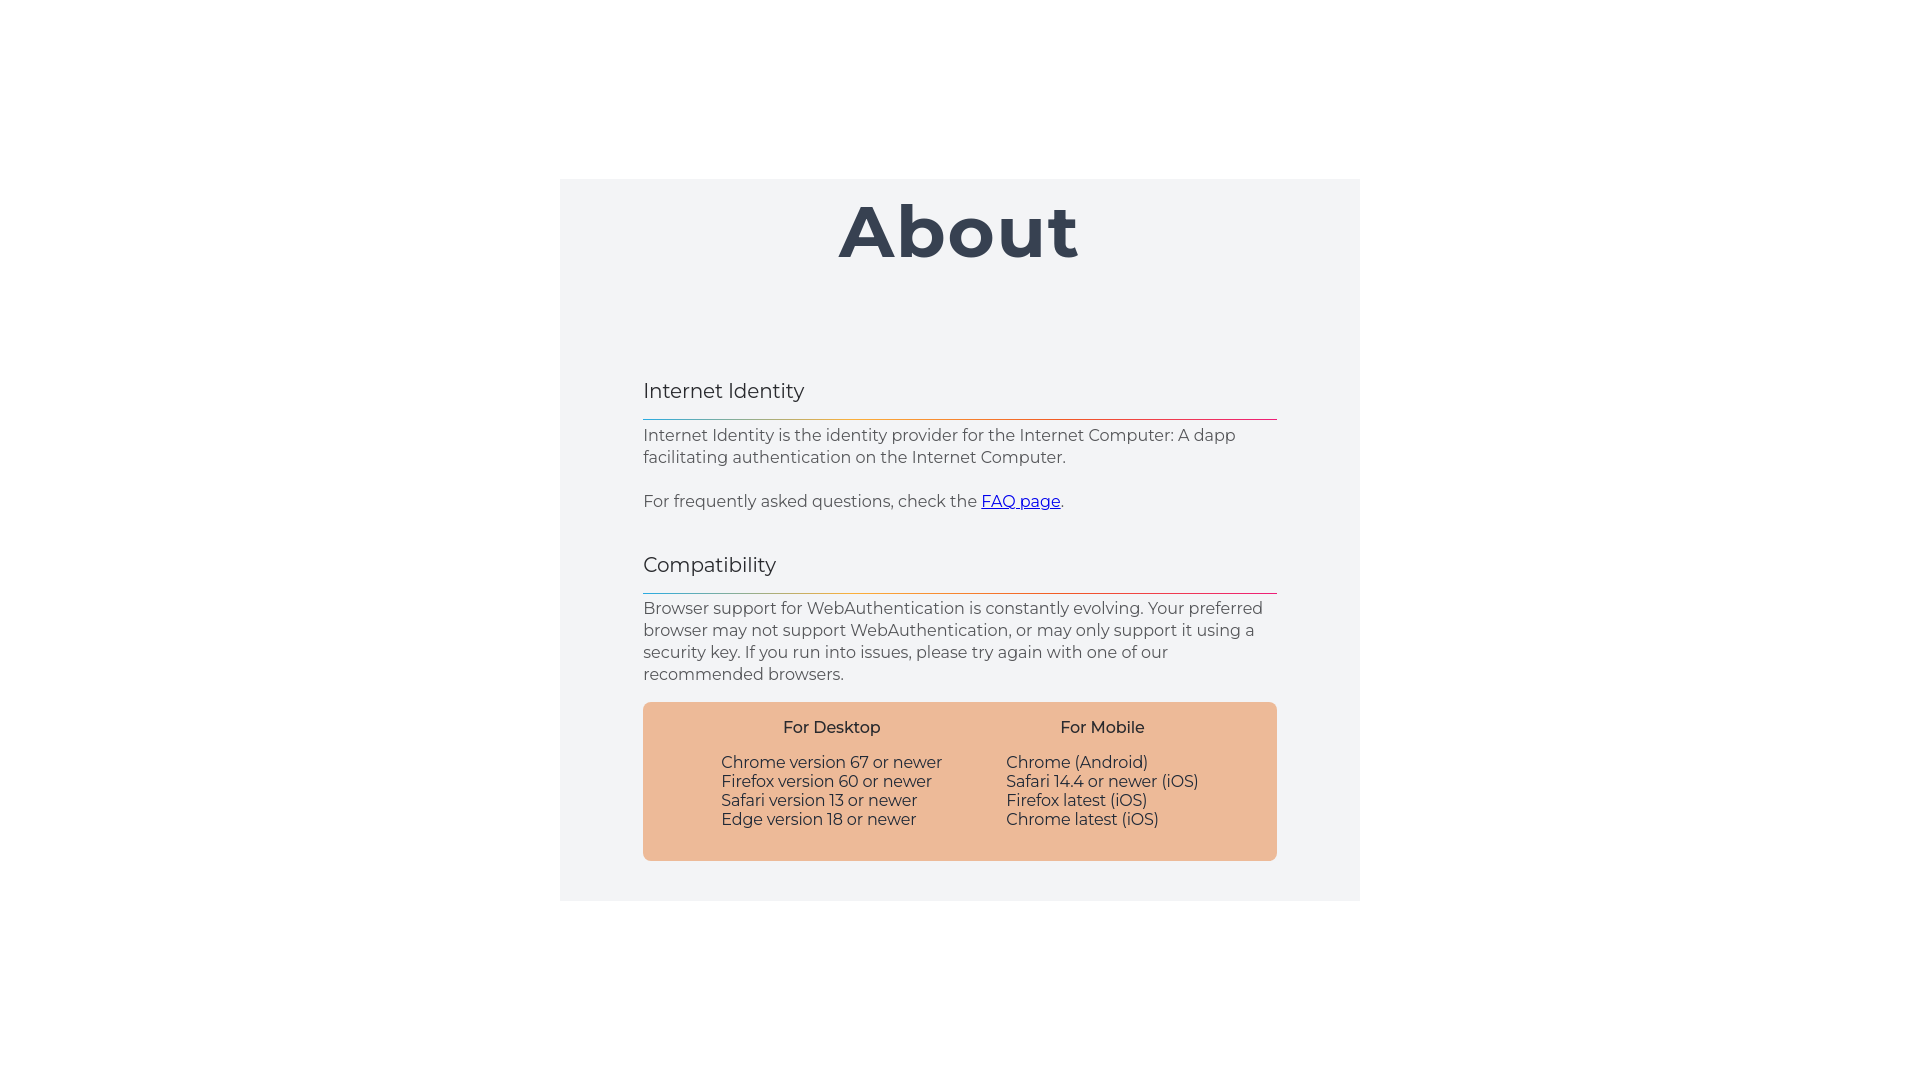 About
Internet Identity
Internet Identity is the identity provider for the Internet Computer: A dapp
facilitating authentication on the Internet Computer.
For frequently asked questions, check the FAQ page.
Compatibility
Browser support for WebAuthentication is constantly evolving. Your preferred
browser may not support WebAuthentication, or may only support it using a
security key. If you run into issues, please try again with one of our
recommended browsers.
For Desktop
Chrome version 67 or newer
Firefox version 60 or newer
Safari version 13 or newer
Edge version 18 or newer
For Mobile
Chrome (Android)
Safari 14.4 or newer (iOS)
Firefox latest (iOS)
Chrome latest (iOS)